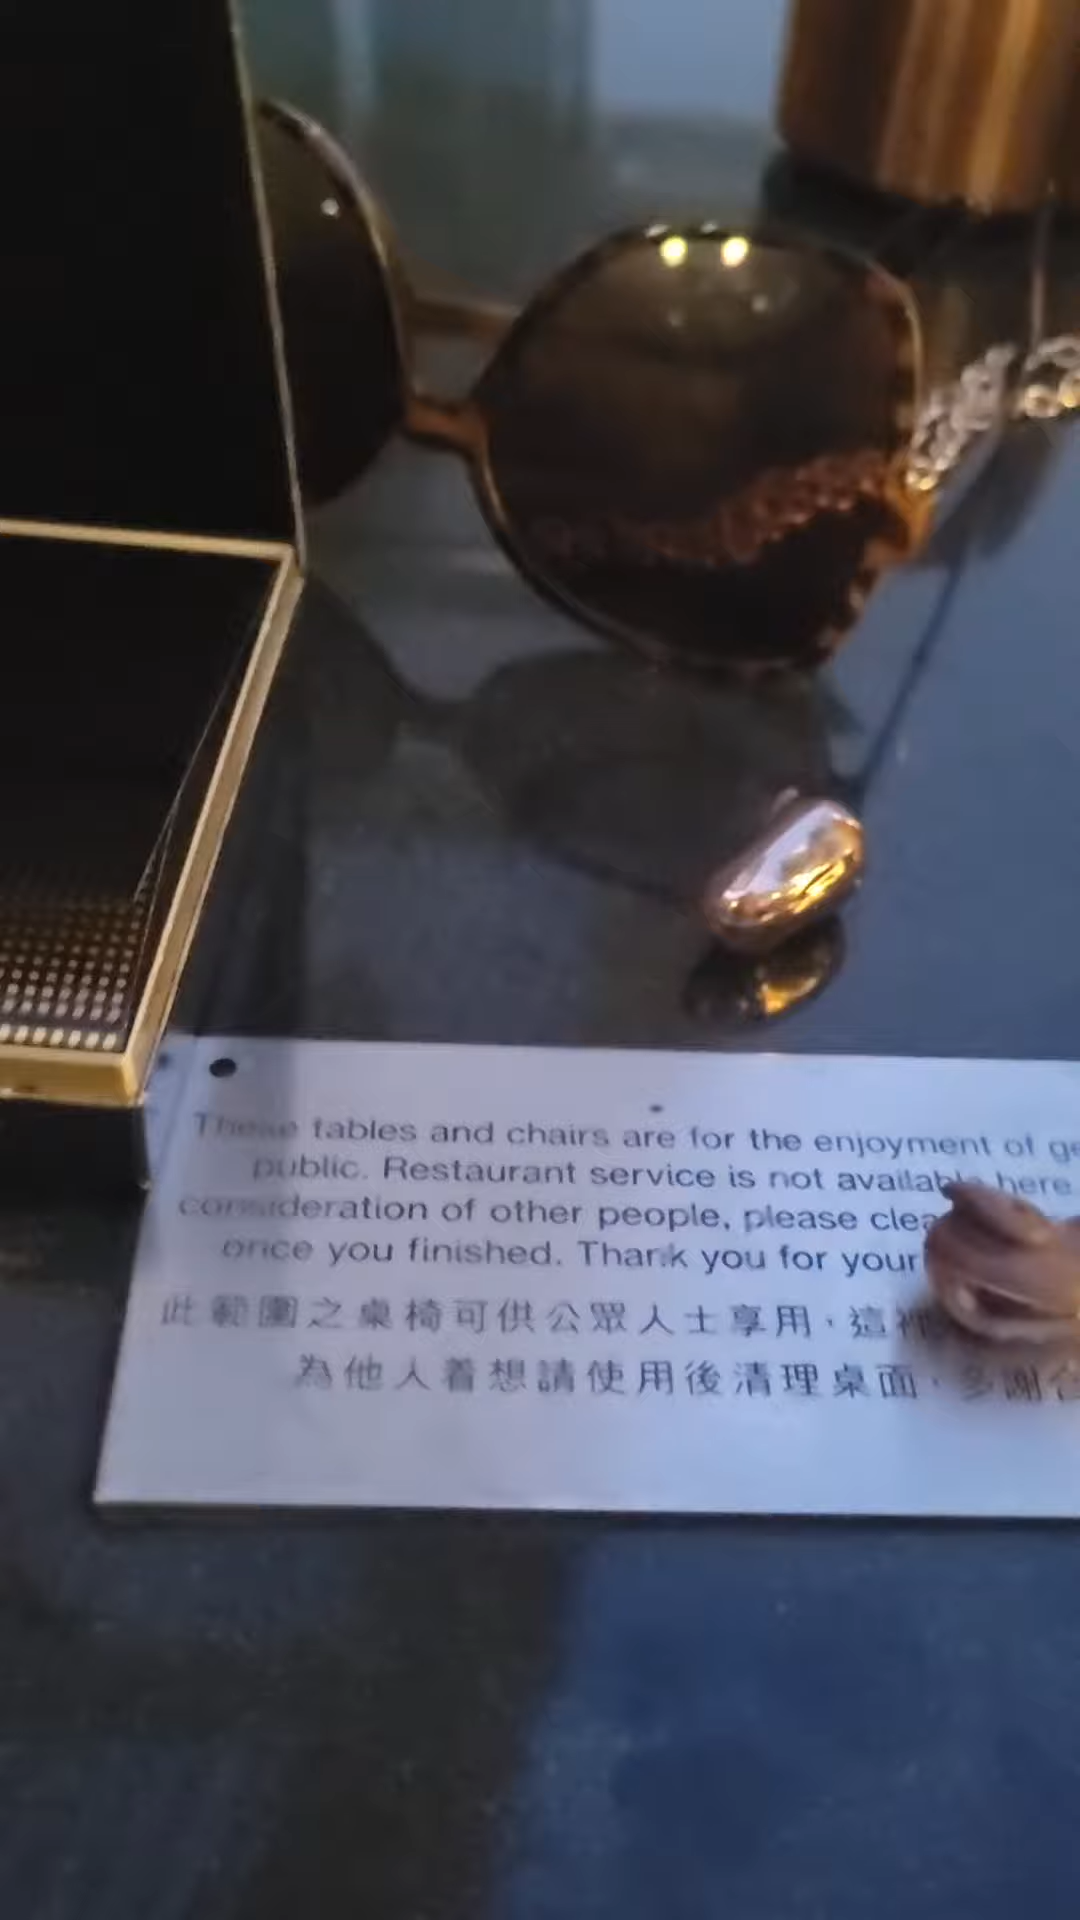 These tables and chairs are for the enjoyment of
public. Restaurant service is not available here.
consideration of other people, please
once you finished. Thank you for your
此範圍之桌椅可供公眾人士享用,這裡
為他人着想請使用後清理桌面,多謝